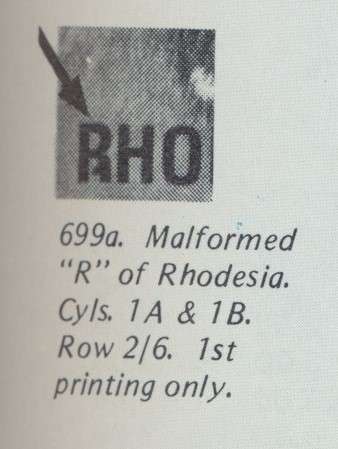 RHO
699a. Malformed
"R" of Rhodesia.
Cyls. 1A & 1B.
Row 2/6. 1st
printing only.